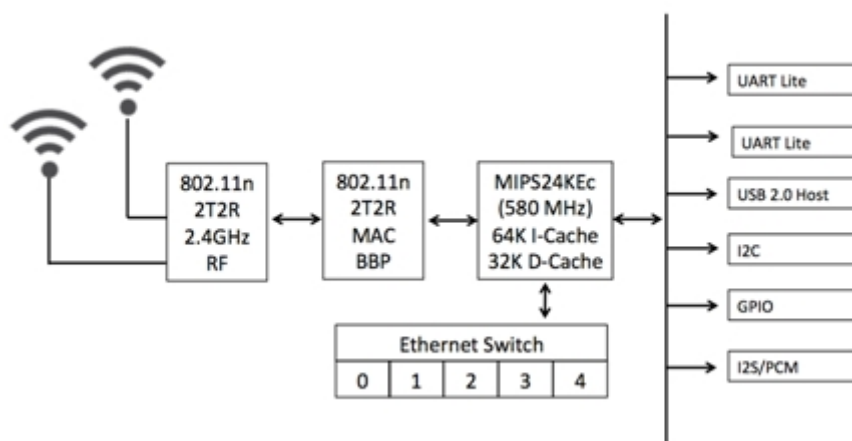 802.11n
2T2R
2.4GHz
RF
802.11n
2T2R
MAC
BBP
MIPS24KEc
(580 MHz)
64K I-Cache
32K D-Cache
Ethernet Switch
0 1 2 3 4
UART Lite
UART Lite
USB 2.0 Host
I2C
GPIO
I2S/PCM